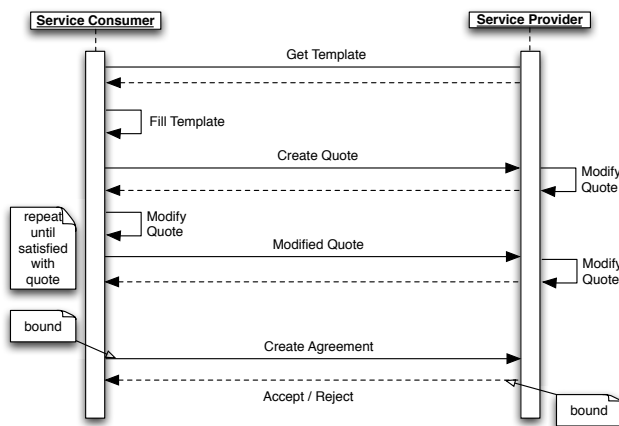 Service Consumer
Service Provider
Get Template
Fill Template
Create Quote
Modify
Quote
repeat
until
satisfied
with
quote
Modify
Quote
Modified Quote
Modify
Quote
bound
Create Agreement
Accept / Reject
bound